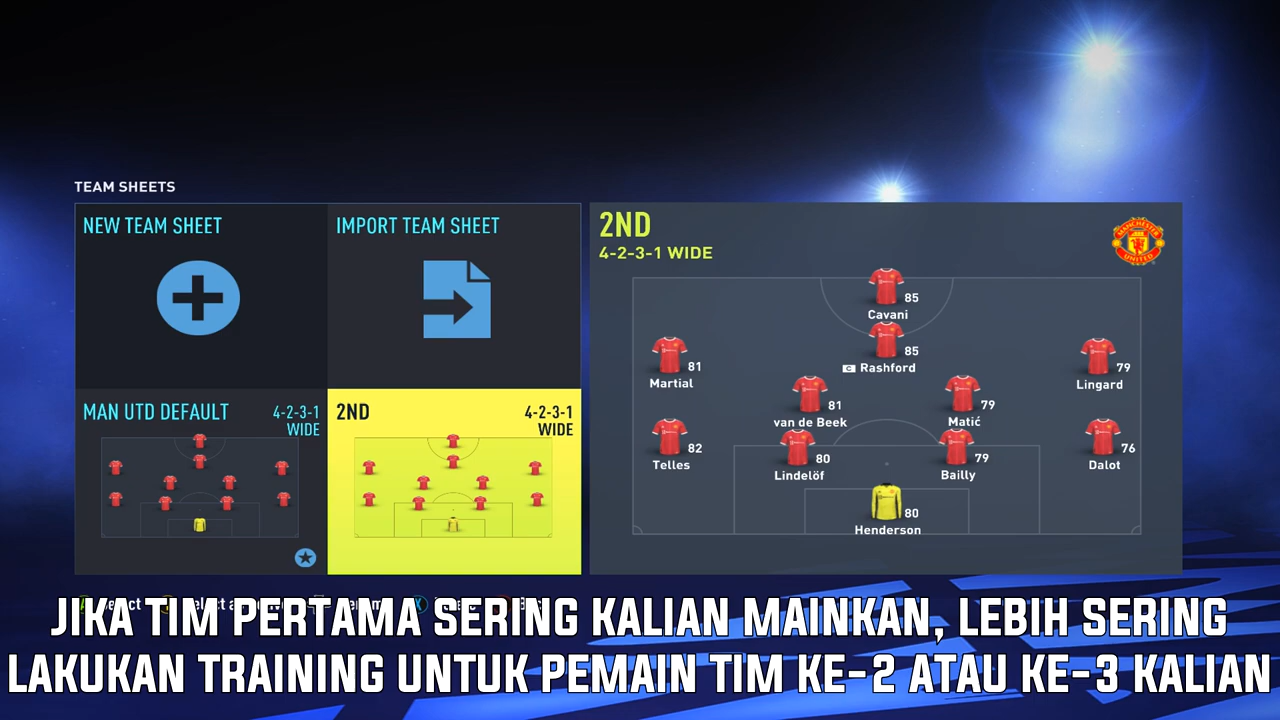 TEAM SHEETS
NEW TEAM SHEET
IMPORT TEAM SHEET
MAN UTD DEFAULT
4-2-3-1
WIDE
2ND
4-2-3-1
WIDE
2ND
4-2-3-1 WIDE
MANCHESTER
UNITED
85
Cavani
85
C Rashford
81
Martial
79
Lingard
81
van de Beek
79
Matić
82
Telles
80
Lindelöf
79
Bailly
76
Dalot
80
Henderson
JIKA TIM PERTAMA SERING KALIAN MAINKAN, LEBIH SERING
LAKUKAN TRAINING UNTUK PEMAIN TIM KE-2 ATAU KE-3 KALIAN